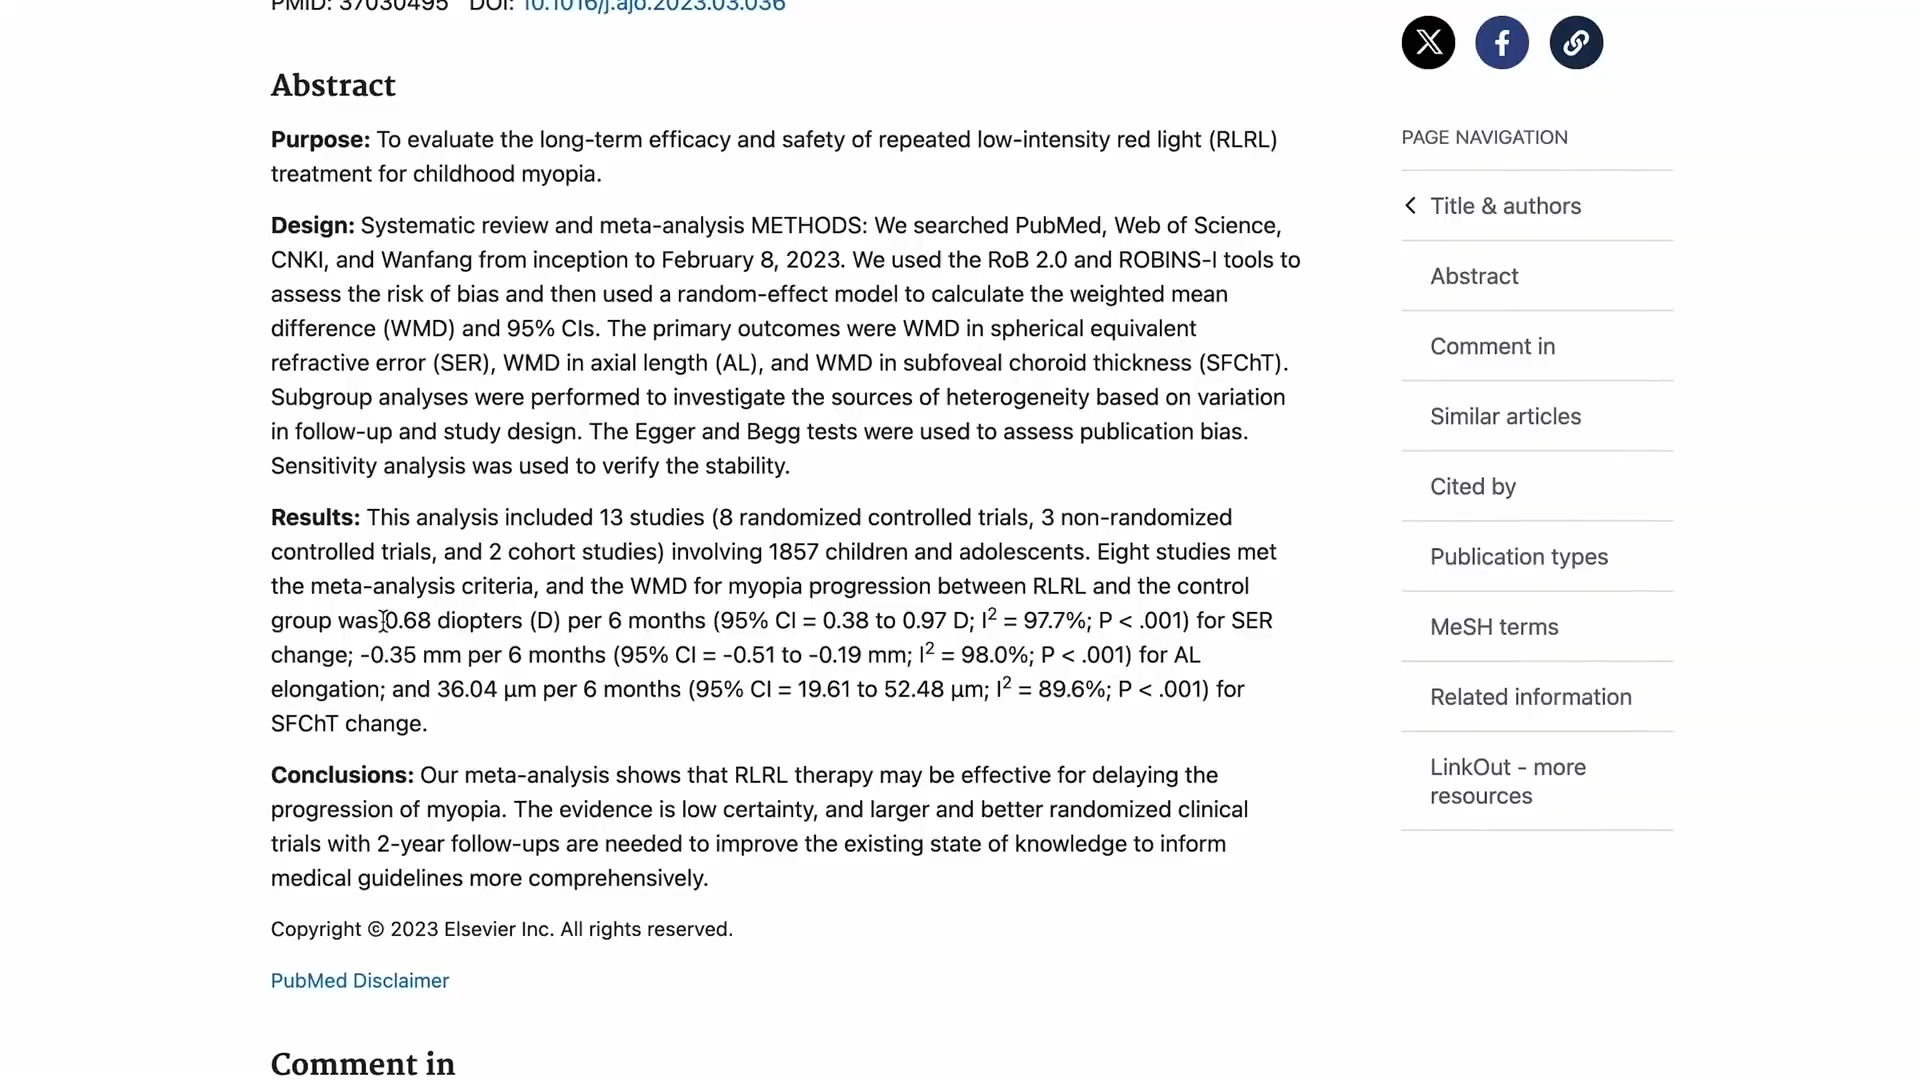 PMID: 37030495 DOI: 10.1016/j.ajo.2023.03.036
Abstract
Purpose: To evaluate the long-term efficacy and safety of repeated low-intensity red light (RLRL)
treatment for childhood myopia.
Design: Systematic review and meta-analysis METHODS: We searched PubMed, Web of Science,
CNKI, and Wanfang from inception to February 8, 2023. We used the RoB 2.0 and ROBINS-I tools to
assess the risk of bias and then used a random-effect model to calculate the weighted mean
difference (WMD) and 95% CIs. The primary outcomes were WMD in spherical equivalent
refractive error (SER), WMD in axial length (AL), and WMD in subfoveal choroid thickness (SFChT).
Subgroup analyses were performed to investigate the sources of heterogeneity based on variation
in follow-up and study design. The Egger and Begg tests were used to assess publication bias.
Sensitivity analysis was used to verify the stability.
Results: This analysis included 13 studies (8 randomized controlled trials, 3 non-randomized
controlled trials, and 2 cohort studies) involving 1857 children and adolescents. Eight studies met
the meta-analysis criteria, and the WMD for myopia progression between RLRL and the control
group was 0.68 diopters (D) per 6 months (95% CI = 0.38 to 0.97 D; I² = 97.7%; P < .001) for SER
change; -0.35 mm per 6 months (95% CI = -0.51 to -0.19 mm; I² = 98.0%; P < .001) for AL
elongation; and 36.04 µm per 6 months (95% CI = 19.61 to 52.48 µm; I² = 89.6%; P < .001) for
SFChT change.
Conclusions: Our meta-analysis shows that RLRL therapy may be effective for delaying the
progression of myopia. The evidence is low certainty, and larger and better randomized clinical
trials with 2-year follow-ups are needed to improve the existing state of knowledge to inform
medical guidelines more comprehensively.
Copyright © 2023 Elsevier Inc. All rights reserved.
PubMed Disclaimer
Comment in
PAGE NAVIGATION
Title & authors
Abstract
Comment in
Similar articles
Cited by
Publication types
MeSH terms
Related information
LinkOut - more
resources